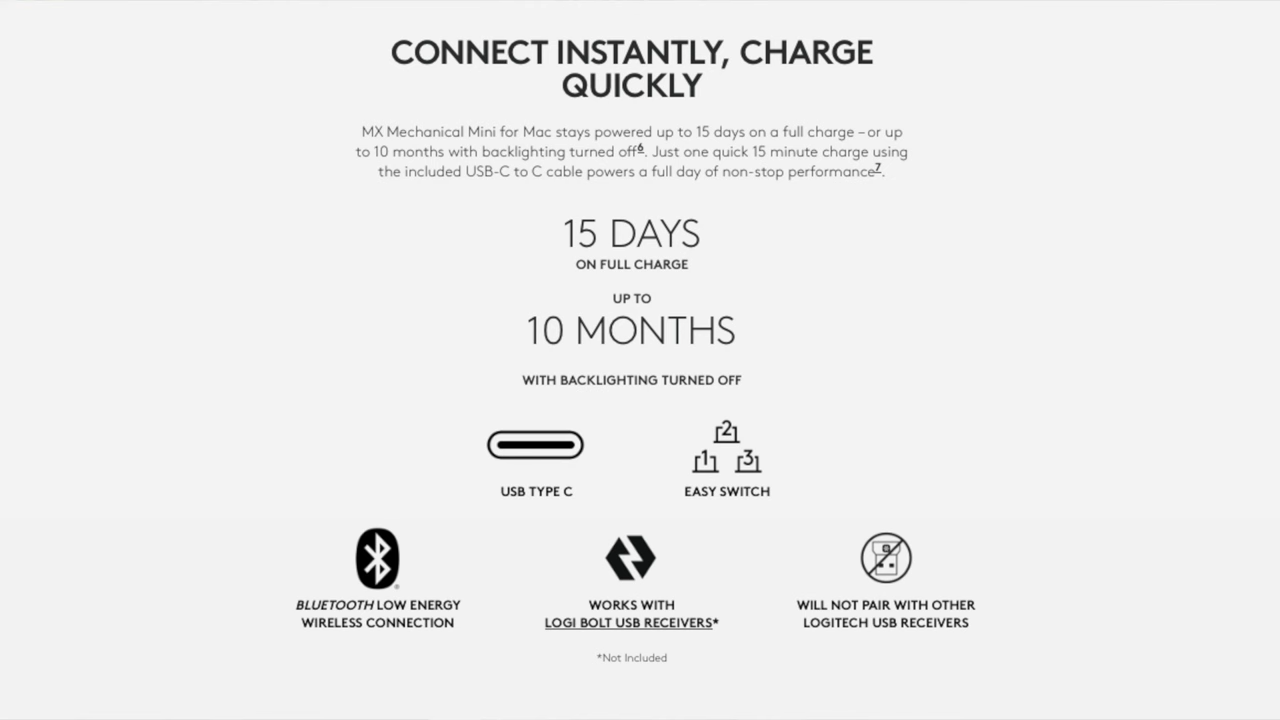 CONNECT INSTANTLY, CHARGE
QUICKLY
MX Mechanical Mini for Mac stays powered up to 15 days on a full charge – or up
to 10 months with backlighting turned off6. Just one quick 15 minute charge using
the included USB-C to C cable powers a full day of non-stop performance7.
15 DAYS
ON FULL CHARGE
UP TO
10 MONTHS
WITH BACKLIGHTING TURNED OFF
2
1 3
USB TYPE C
EASY SWITCH
BLUETOOTH LOW ENERGY
WIRELESS CONNECTION
WORKS WITH
LOGI BOLT USB RECEIVERS*
WILL NOT PAIR WITH OTHER
LOGITECH USB RECEIVERS
*Not Included